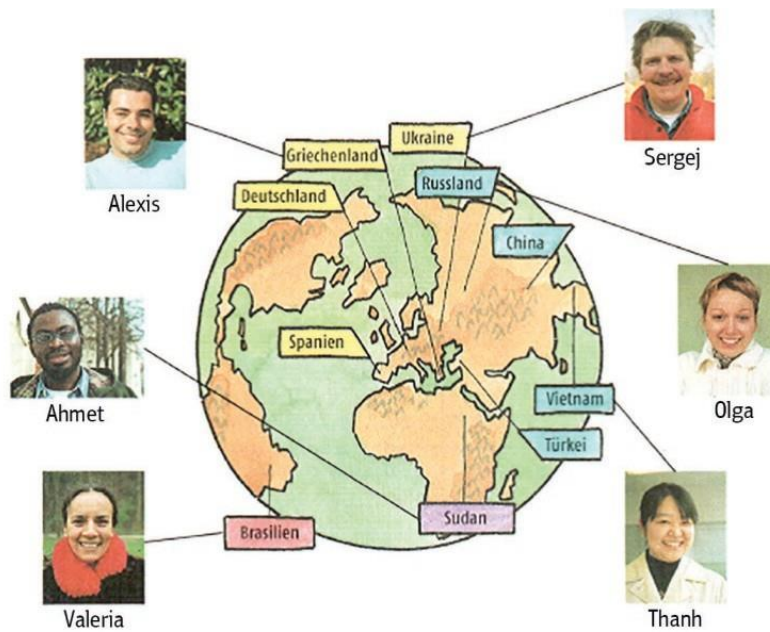 Ukraine
Sergej
Griechenland
Alexis
Russland
Deutschland
China
Spanien
Ahmet
Vietnam
Olga
Türkei
Sudan
Brasilien
Valeria
Thanh